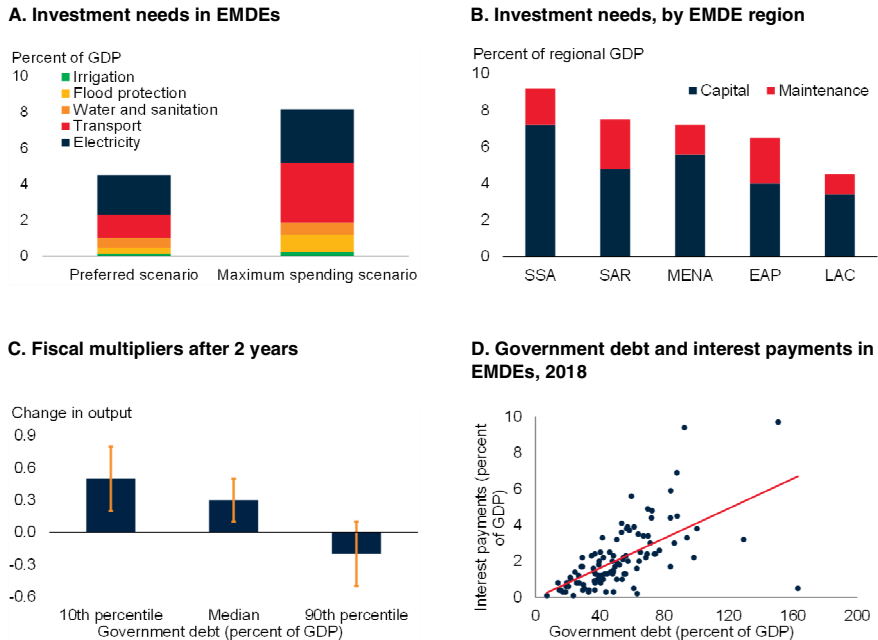 A. Investment needs in EMDEs
Percent of GDP
10
8
6
4
2
0
Irrigation
Flood protection
Water and sanitation
Transport
Electricity
Preferred scenario
Maximum spending scenario
B. Investment needs, by EMDE region
Percent of regional GDP
10
8
6
4
2
0
Capital
Maintenance
SSA
SAR
MENA
EAP
LAC
C. Fiscal multipliers after 2 years
Change in output
0.9
0.6
0.3
0.0
-0.3
-0.6
10th percentile
Median
90th percentile
Government debt (percent of GDP)
D. Government debt and interest payments in
EMDEs, 2018
Interest payments (percent
of GDP)
10
8
6
4
2
0
0
40
80
120
160
200
Government debt (percent of GDP)